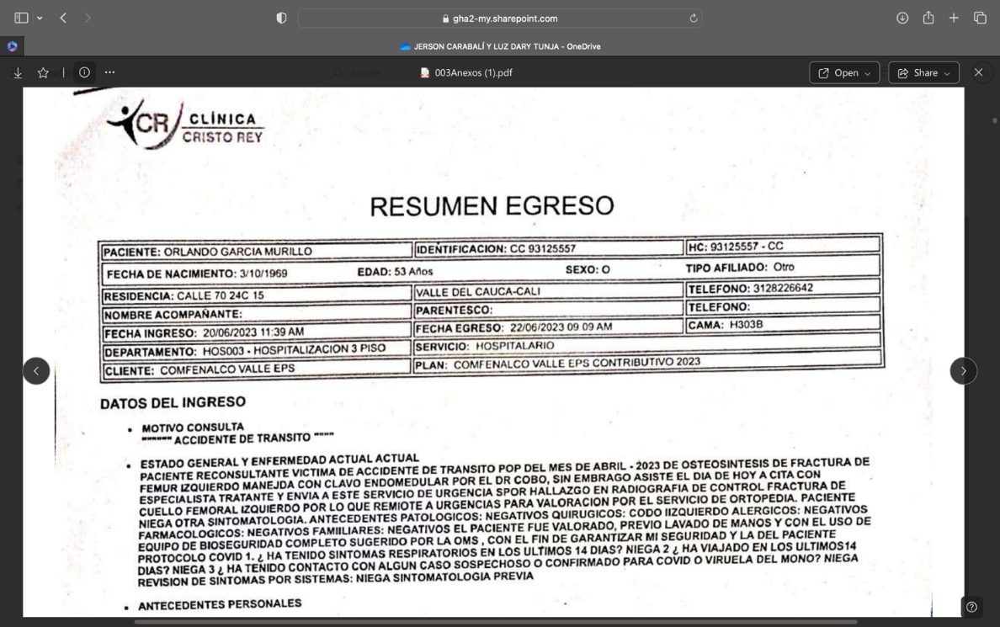 gha2-my.sharepoint.com
JERSON CARABALÍ Y LUZ DARY TUNJA - OneDrive
Search
003Anexos (1).pdf
Open
Share
CR CLÍNICA
CRISTO REY
RESUMEN EGRESO
PACIENTE: ORLANDO GARCIA MURILLO IDENTIFICACION: CC 93125557 HC: 93125557 - CC
FECHA DE NACIMIENTO: 3/10/1969 EDAD: 53 Años SEXO: O TIPO AFILIADO: Otro
RESIDENCIA: CALLE 70 24C 15 VALLE DEL CAUCA-CALI TELEFONO: 3128226642
NOMBRE ACOMPAÑANTE: PARENTESCO: TELEFONO:
FECHA INGRESO: 20/06/2023 11:39 AM FECHA EGRESO: 22/06/2023 09 09 AM CAMA: H303B
DEPARTAMENTO: HOS003 - HOSPITALIZACION 3 PISO SERVICIO: HOSPITALARIO
CLIENTE: COMFENALCO VALLE EPS PLAN: COMFENALCO VALLE EPS CONTRIBUTIVO 2023
DATOS DEL INGRESO
• MOTIVO CONSULTA
"""""" ACCIDENTE DE TRANSITO """"
• ESTADO GENERAL Y ENFERMEDAD ACTUAL ACTUAL
PACIENTE RECONSULTANTE VICTIMA DE ACCIDENTE DE TRANSITO POP DEL MES DE ABRIL - 2023 DE OSTEOSINTESIS DE FRACTURA DE
FEMUR IZQUIERDO MANEJDA CON CLAVO ENDOMEDULAR POR EL DR COBO, SIN EMBRAGO ASISTE EL DIA DE HOY A CITA CON
ESPECIALISTA TRATANTE Y ENVIA A ESTE SERVICIO DE URGENCIA SPOR HALLAZGO EN RADIOGRAFIA DE CONTROL FRACTURA DE
CUELLO FEMORAL IZQUIERDO POR LO QUE REMIOTE A URGENCIAS PARA VALORACION POR EL SERVICIO DE ORTOPEDIA. PACIENTE
NIEGA OTRA SINTOMATOLOGIA. ANTECEDENTES PATOLOGICOS: NEGATIVOS QUIRUGICOS: CODO IIZQUIERDO ALERGICOS: NEGATIVOS
FARMACOLOGICOS: NEGATIVOS FAMIILIARES: NEGATIVOS EL PACIENTE FUE VALORADO, PREVIO LAVADO DE MANOS Y CON EL USO DE
EQUIPO DE BIOSEGURIDAD COMPLETO SUGERIDO POR LA OMS , CON EL FIN DE GARANTIZAR MI SEGURIDAD Y LA DEL PACIENTE
PROTOCOLO COVID 1. ¿ HA TENIDO SINTOMAS RESPIRATORIOS EN LOS ULTIMOS 14 DIAS? NIEGA 2 ¿ HA VIAJADO EN LOS ULTIMOS14
DIAS? NIEGA 3 ¿ HA TENIDO CONTACTO CON ALGUN CASO SOSPECHOSO O CONFIRMADO PARA COVID O VIRUELA DEL MONO? NIEGA
REVISION DE SINTOMAS POR SISTEMAS: NIEGA SINTOMATOLOGIA PREVIA
• ANTECEDENTES PERSONALES